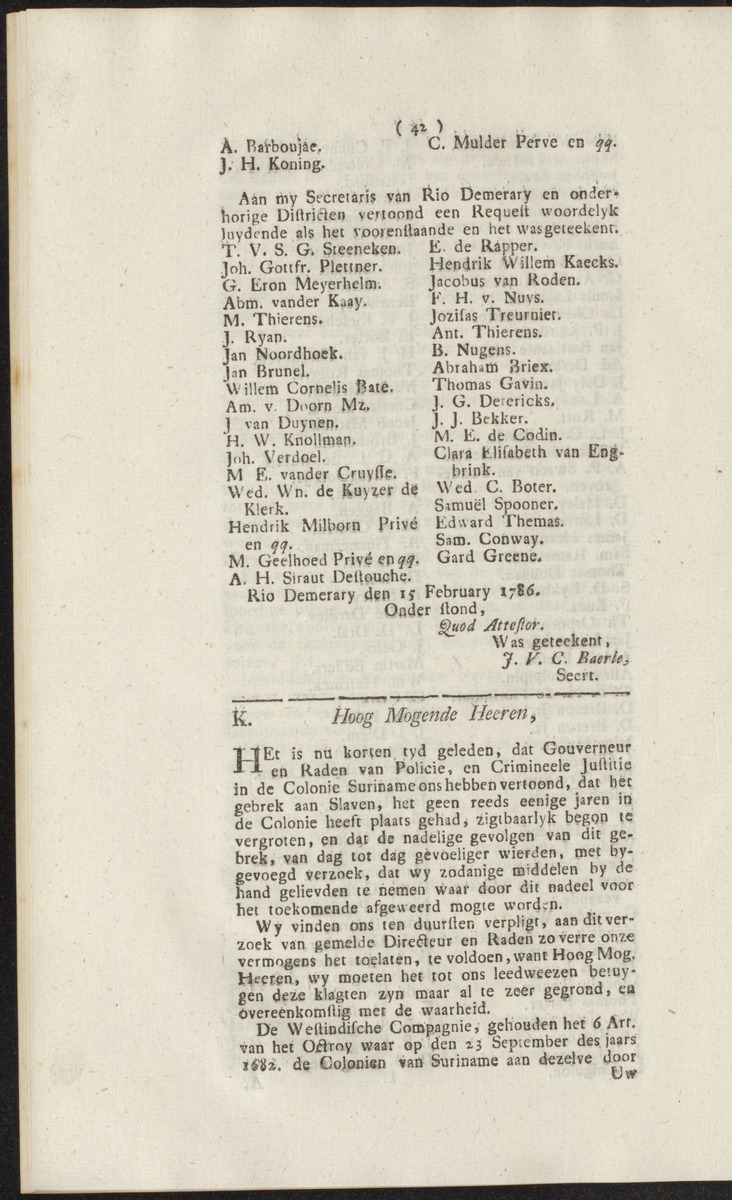 ( 42 )
A. Barboujae. C. Mulder Perve en qq.
J. H. Koning.
Aan my Secretaris van Rio Demerary en onder-
horige Diſtricten vertoond een Requeſt woordelyk
luydende als het voorenſtaande en het was geteekent.
T. V. S. G. Steeneken.
Joh. Gottfr. Plettner.
G. Eron Meyerhelm.
Abm. vander Kaay.
M. Thierens.
J. Ryan.
Jan Noordhoek.
Jan Brunel.
Willem Cornelis Bate.
Am. v. Doorn Mz.
J van Duynen.
H. W. Knollman.
Joh. Verdoel.
M E. vander Cruyſſe.
Wed. Wn. de Kuyzer de
Klerk.
Hendrik Milborn Privé
en qq.
M. Geelhoed Privé en qq.
A. H. Siraut Deſtouche.
E. de Rapper.
Hendrik Willem Kaecks.
Jacobus van Roden.
F. H. v. Nuys.
Joziſas Treurniet.
Ant. Thierens.
B. Nugens.
Abraham Briex.
Thomas Gavin.
J. G. Deterícks.
J. J. Bekker.
M. E. de Codin.
Clara Eliſabeth van Eng-
brink.
Wed C. Boter.
Samuël Spooner.
Edward Themas.
Sam. Conway.
Gard Greene.
Rio Demerary den 15 February 1786.
Onder ſtond,
Quod Atteſtor.
Was geteekent,
J. V. C. Baerle,
Secrt.
K. Hoog Mogende Heeren,
HEt is nu korten tyd geleden, dat Gouverneur
en Raden van Policie, en Crimineele Juſtitie
in de Colonie Suriname ons hebben vertoond, dat het
gebrek aan Slaven, het geen reeds eenige jaren in
de Colonie heeft plaats gehad, zigtbaarlyk begon te
vergroten, en dat de nadelige gevolgen van dit ge-
brek, van dag tot dag gevoeliger wierden, met by-
gevoegd verzoek, dat wy zodanige middelen by de
hand gelievden te nemen waar door dit nadeel voor
het toekomende afgeweerd mogte worden.
Wy vinden ons ten duurſten verpligt, aan dit ver-
zoek van gemelde Directeur en Raden zo verre onze
vermogens het toelaten, te voldoen, want Hoog Mog.
Heeren, wy moeten het tot ons leedweezen betuy-
gen deze klagten zyn maar al te zeer gegrond, en
overeenkomſtig met de waarheid.
De Weſtindiſche Compagnie, gehouden het 6 Art.
van het Octroy waar op den 23 September des jaars
1682. de Colonien van Suriname aan dezelve door
Uw